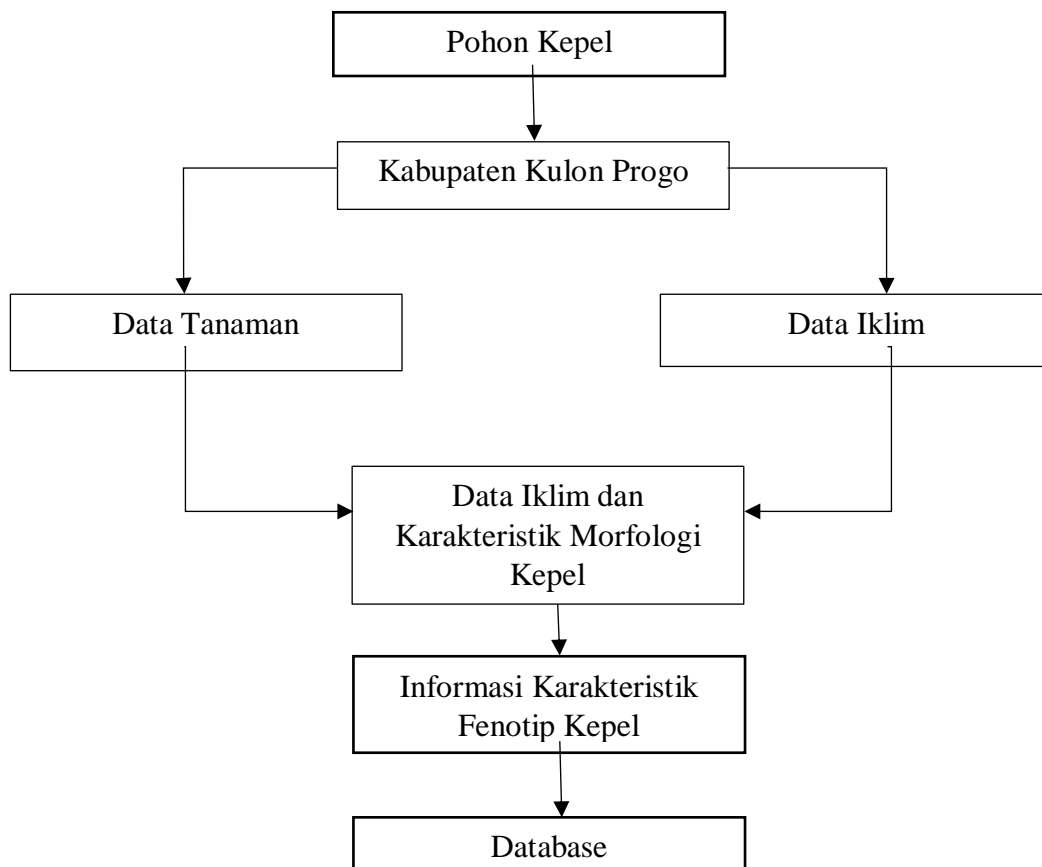 Pohon Kepel
Kabupaten Kulon Progo
Data Tanaman
Data Iklim
Data Iklim dan
Karakteristik Morfologi
Kepel
Informasi Karakteristik
Fenotip Kepel
Database